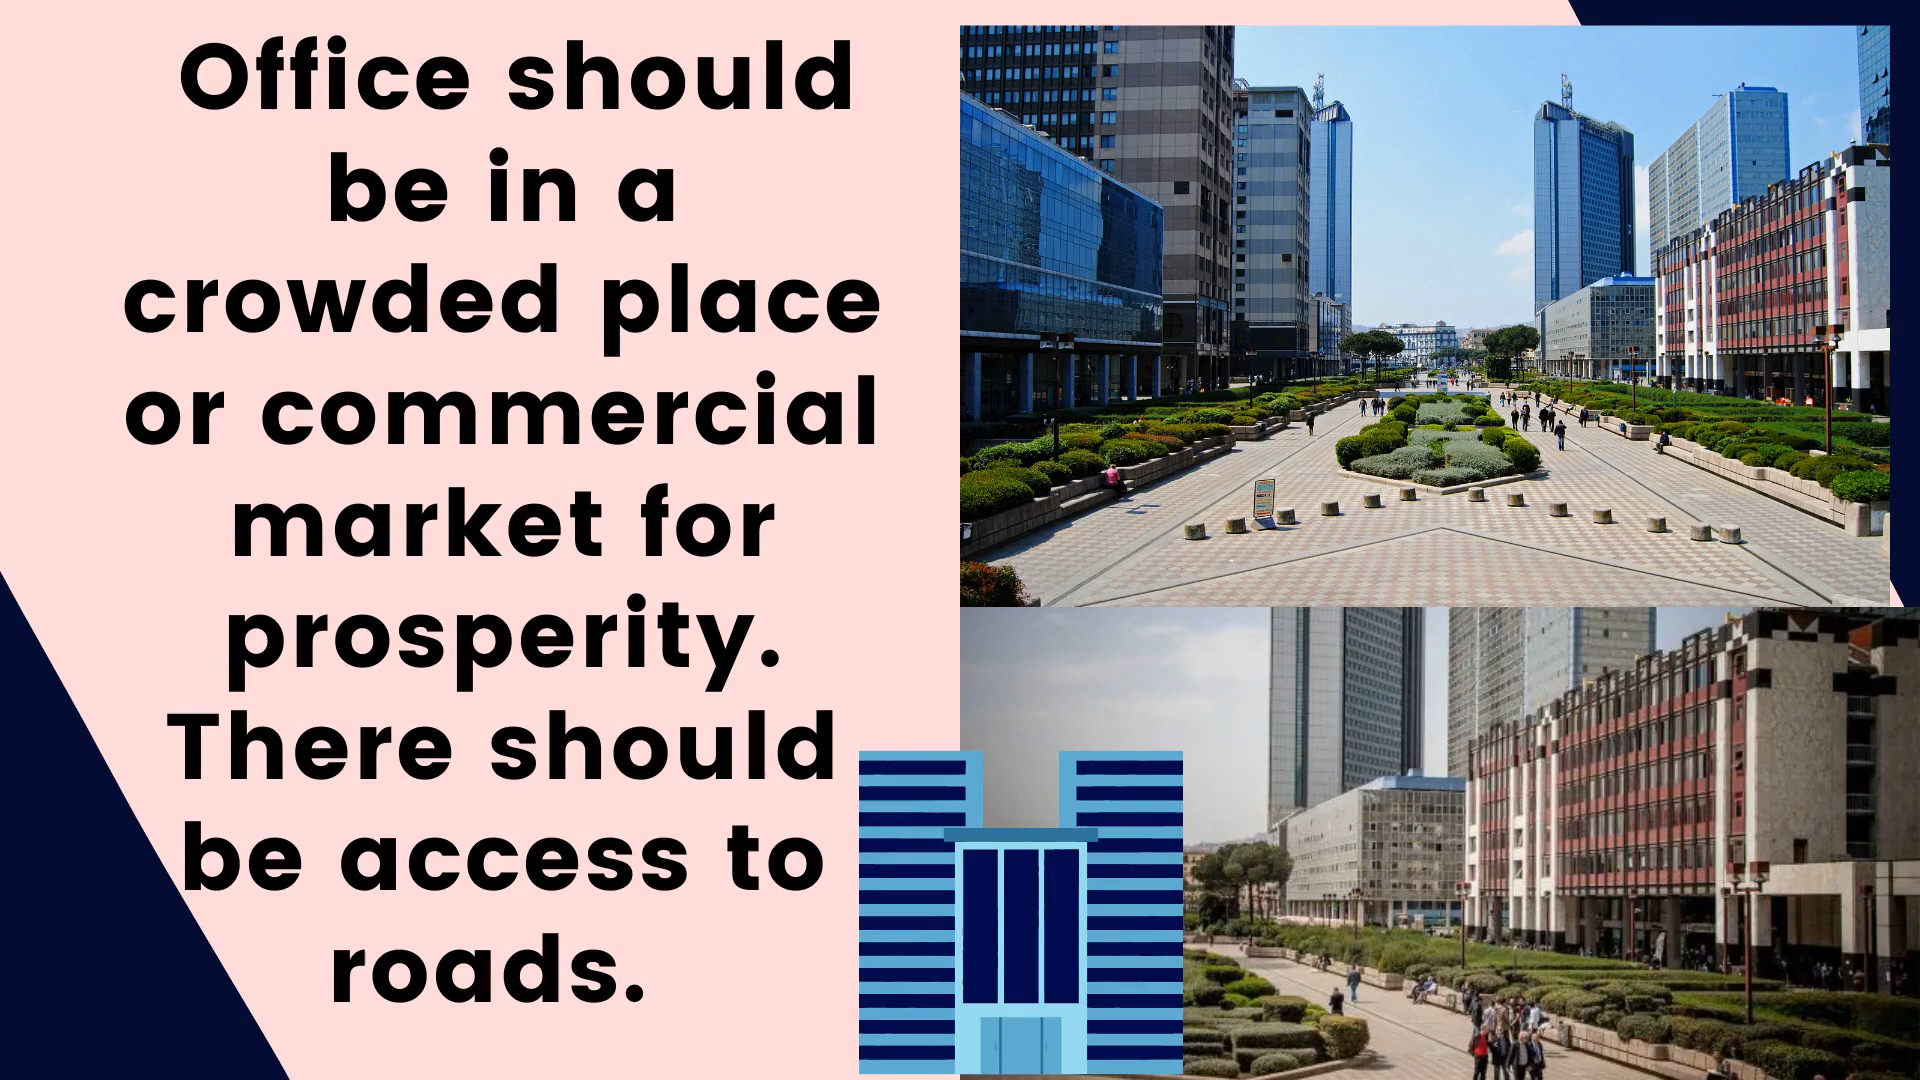 Office should
be in a
crowded place
or commercial
market for
prosperity.
There should
be access to
roads.